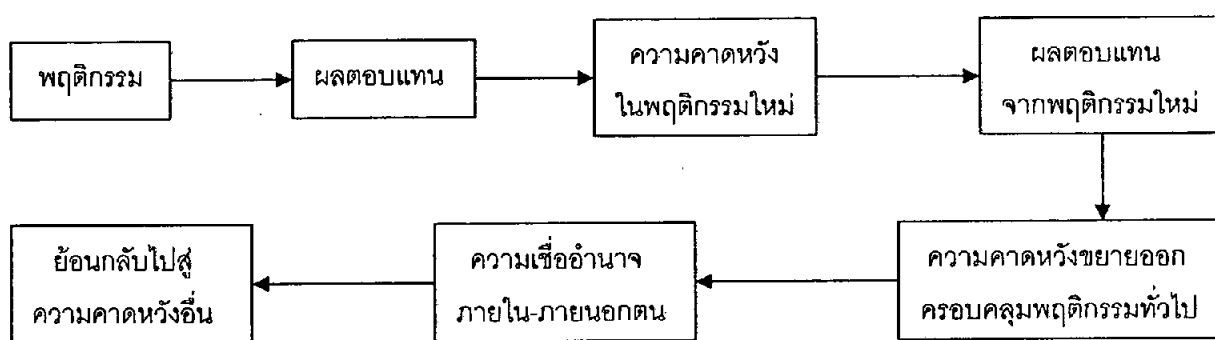 พฤติกรรม
ผลตอบแทน
ความคาดหวัง
ในพฤติกรรมใหม่
ผลตอบแทน
จากพฤติกรรมใหม่
ความคาดหวังขยายออก
ครอบคลุมพฤติกรรมทั่วไป
ความเชื่ออำนาจ
ภายใน-ภายนอกตน
ย้อนกลับไปสู่
ความคาดหวังอื่น